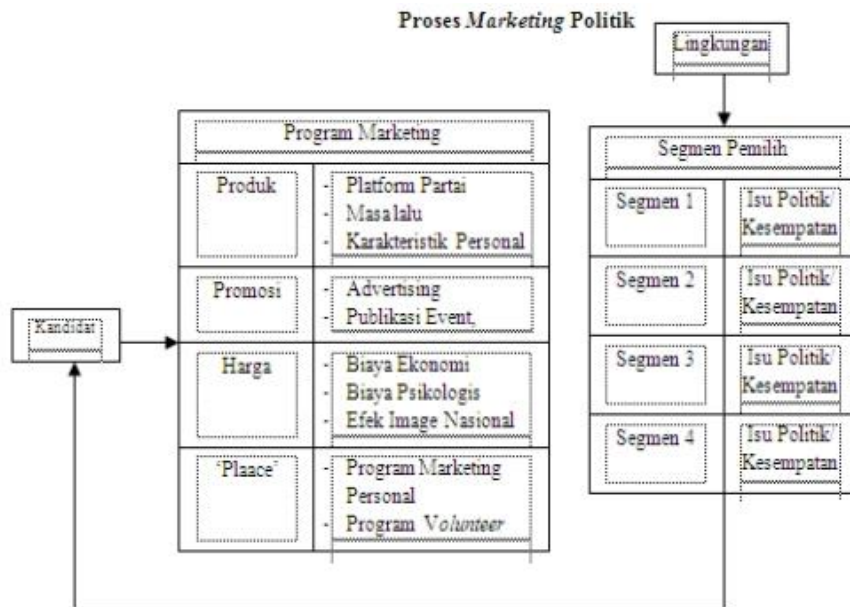 Proses Marketing Politik
Lingkungan
Program Marketing
Produk
- Platform Partai
- Masa lalu
- Karakteristik Personal
Promosi
- Advertising
- Publikasi Event,
Harga
- Biaya Ekonomi
- Biaya Psikologis
- Efek Image Nasional
'Plaace'
- Program Marketing
Personal
- Program Volunteer
Kandidat
Segmen Pemilih
Segmen 1
Isu Politik/
Kesempatan
Segmen 2
Isu Politik/
Kesempatan
Segmen 3
Isu Politik/
Kesempatan
Segmen 4
Isu Politik/
Kesempatan